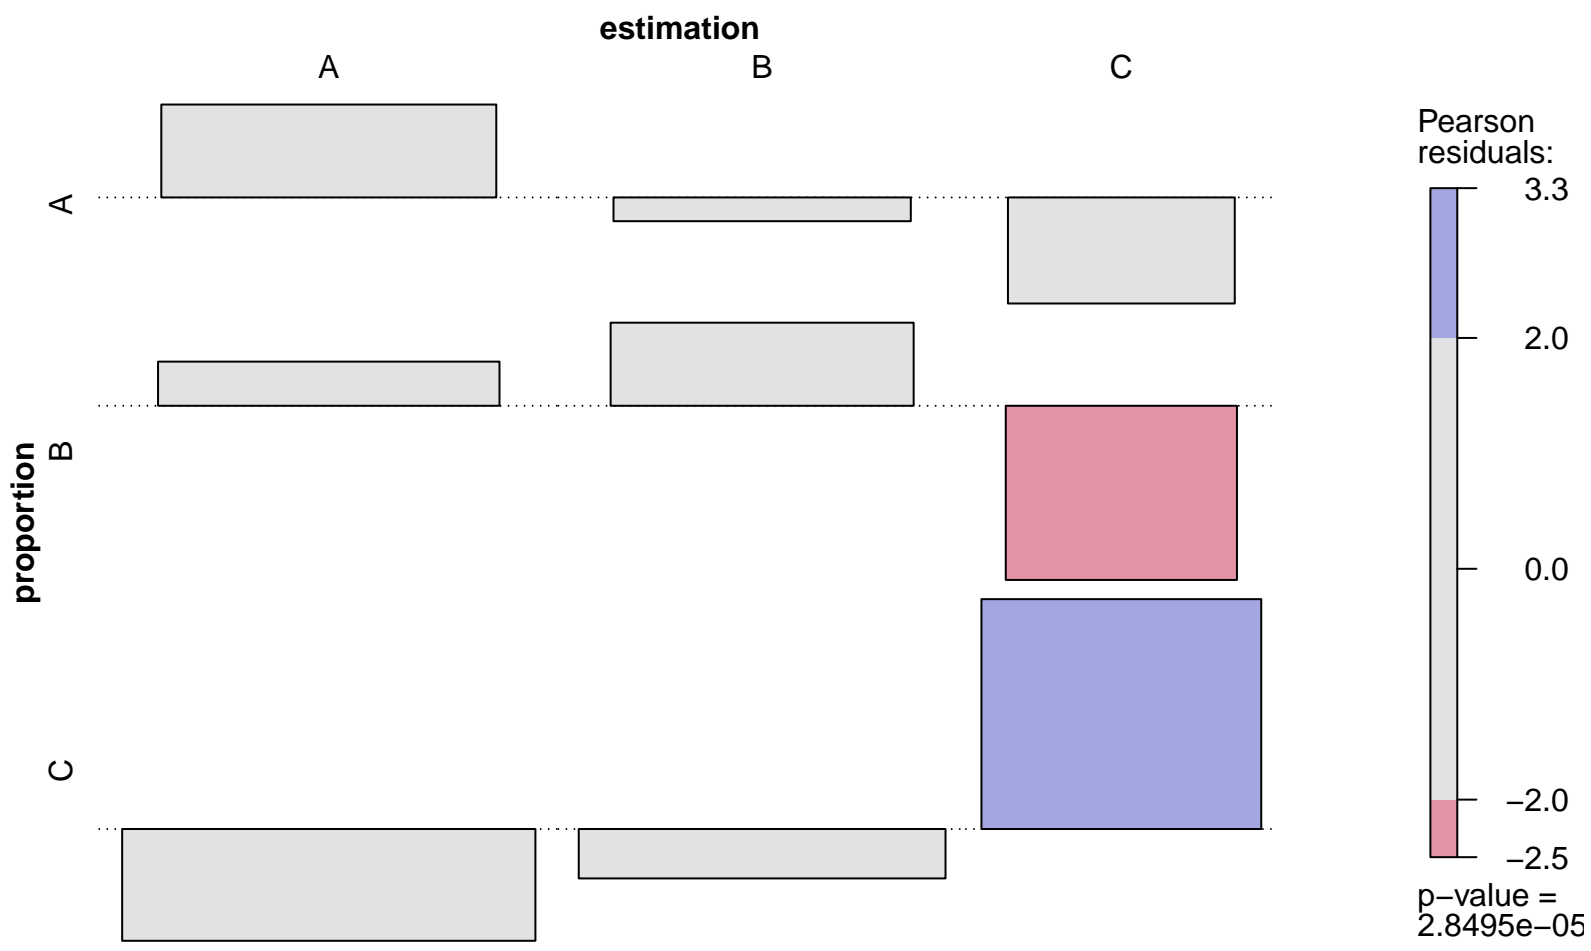 estimation
A B C
Pearson
residuals:
3.3
2.0
0.0
−2.0
−2.5
p−value =
2.8495e−05
proportion
A
B
C